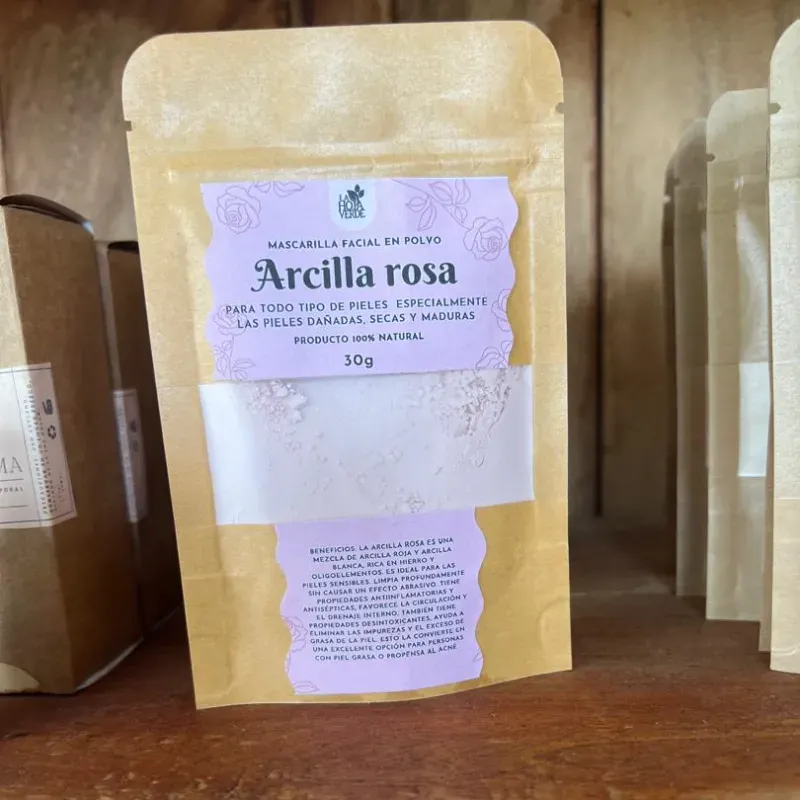 LA
HOJA
VERDE
MASCARILLA FACIAL EN POLVO
Arcilla rosa
PARA TODO TIPO DE PIELES ESPECIALMENTE
LAS PIELES DAÑADAS, SECAS Y MADURAS
PRODUCTO 100% NATURAL
30g
BENEFICIOS: LA ARCILLA ROSA ES UNA
MEZCLA DE ARCILLA ROJA Y ARCILLA
BLANCA, RICA EN HIERRO Y
OLIGOELEMENTOS. ES IDEAL PARA LAS
PIELES SENSIBLES. LIMPIA PROFUNDAMENTE
SIN CAUSAR UN EFECTO ABRASIVO. TIENE
PROPIEDADES ANTIINFLAMATORIAS Y
ANTISÉPTICAS, FAVORECE LA CIRCULACIÓN Y
EL DRENAJE INTERNO. TAMBIÉN TIENE
PROPIEDADES DESINTOXICANTES, AYUDA A
ELIMINAR LAS IMPUREZAS Y EL EXCESO DE
GRASA DE LA PIEL. ESTO LA CONVIERTE EN
UNA EXCELENTE OPCIÓN PARA PERSONAS
CON PIEL GRASA O PROPENSA AL ACNÉ
MA
PORAL